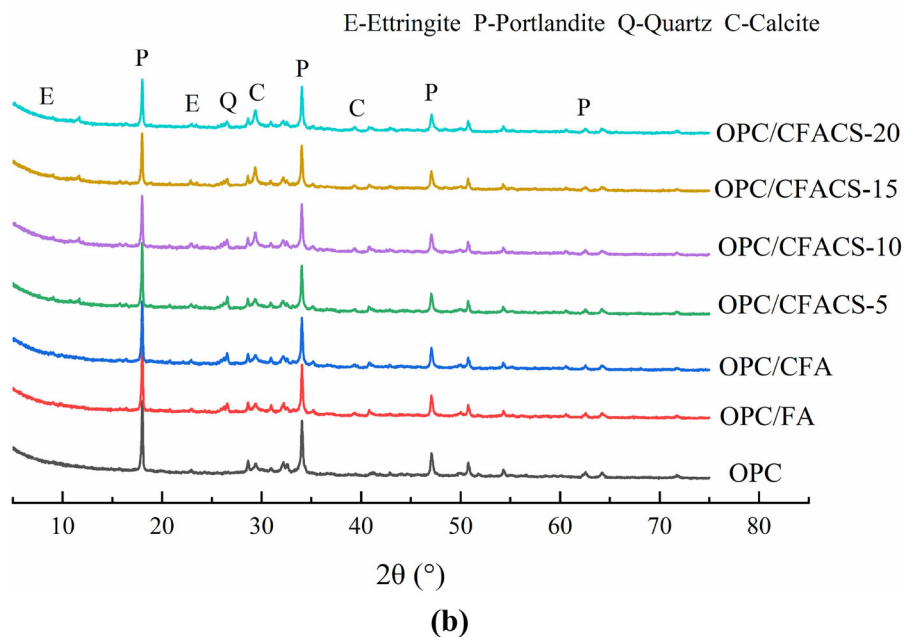 E-Ettringite P-Portlandite Q-Quartz C-Calcite
P
P
E
E
Q
C
C
P
P
OPC/CFACS-20
OPC/CFACS-15
OPC/CFACS-10
OPC/CFACS-5
OPC/CFA
OPC/FA
OPC
10 20 30 40 50 60 70 80
2θ (°)
(b)